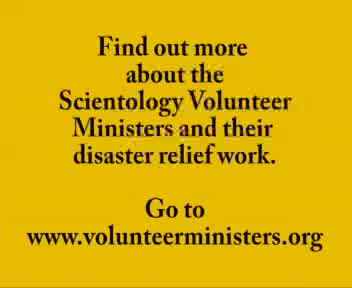 Find out more
about the
Scientology Volunteer
Ministers and their
disaster relief work.
Go to
www.volunteerministers.org